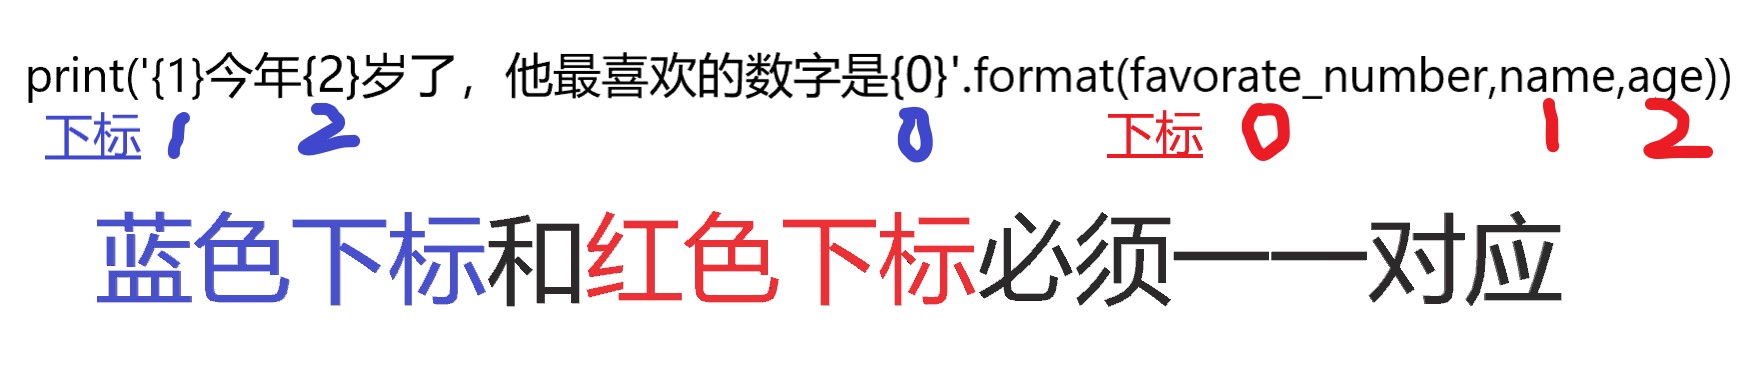 print('{1}今年{2}岁了，他最喜欢的数字是{0}'.format(favorate_number,name,age))
下标 1 2 0 下标 0 1 2
蓝色下标和红色下标必须一一对应